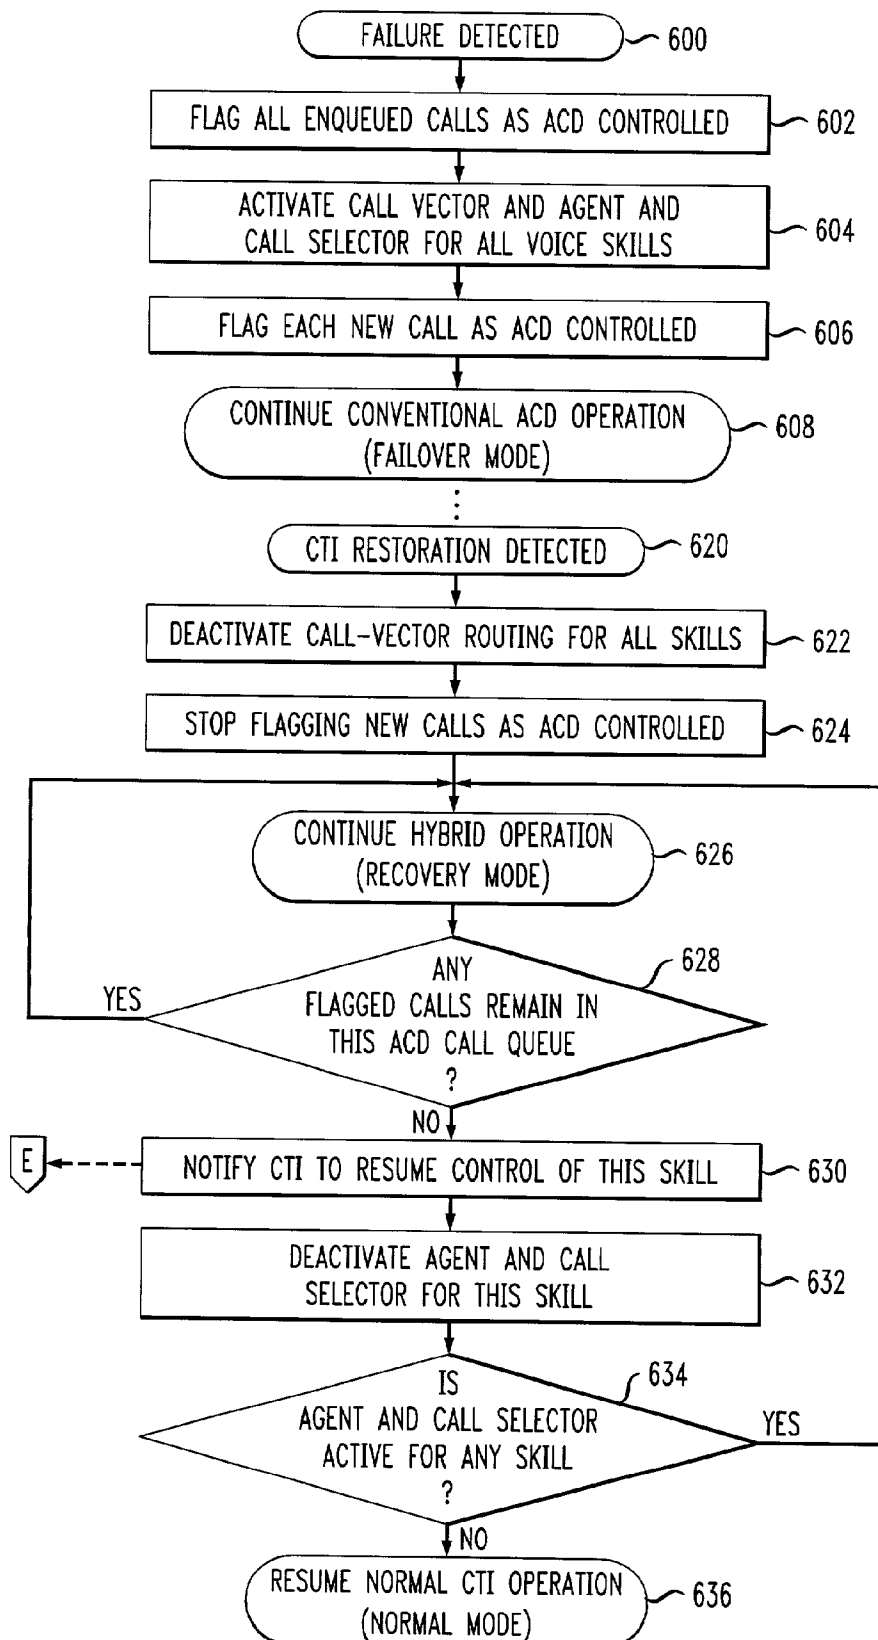 FAILURE DETECTED
600
FLAG ALL ENQUEUED CALLS AS ACD CONTROLLED
602
ACTIVATE CALL VECTOR AND AGENT AND
CALL SELECTOR FOR ALL VOICE SKILLS
604
FLAG EACH NEW CALL AS ACD CONTROLLED
606
CONTINUE CONVENTIONAL ACD OPERATION
(FAILOVER MODE)
608
CTI RESTORATION DETECTED
620
DEACTIVATE CALL-VECTOR ROUTING FOR ALL SKILLS
622
STOP FLAGGING NEW CALLS AS ACD CONTROLLED
624
CONTINUE HYBRID OPERATION
(RECOVERY MODE)
626
ANY
FLAGGED CALLS REMAIN IN
THIS ACD CALL QUEUE
?
628
YES
NO
E
NOTIFY CTI TO RESUME CONTROL OF THIS SKILL
630
DEACTIVATE AGENT AND CALL
SELECTOR FOR THIS SKILL
632
IS
AGENT AND CALL SELECTOR
ACTIVE FOR ANY SKILL
?
634
YES
NO
RESUME NORMAL CTI OPERATION
(NORMAL MODE)
636